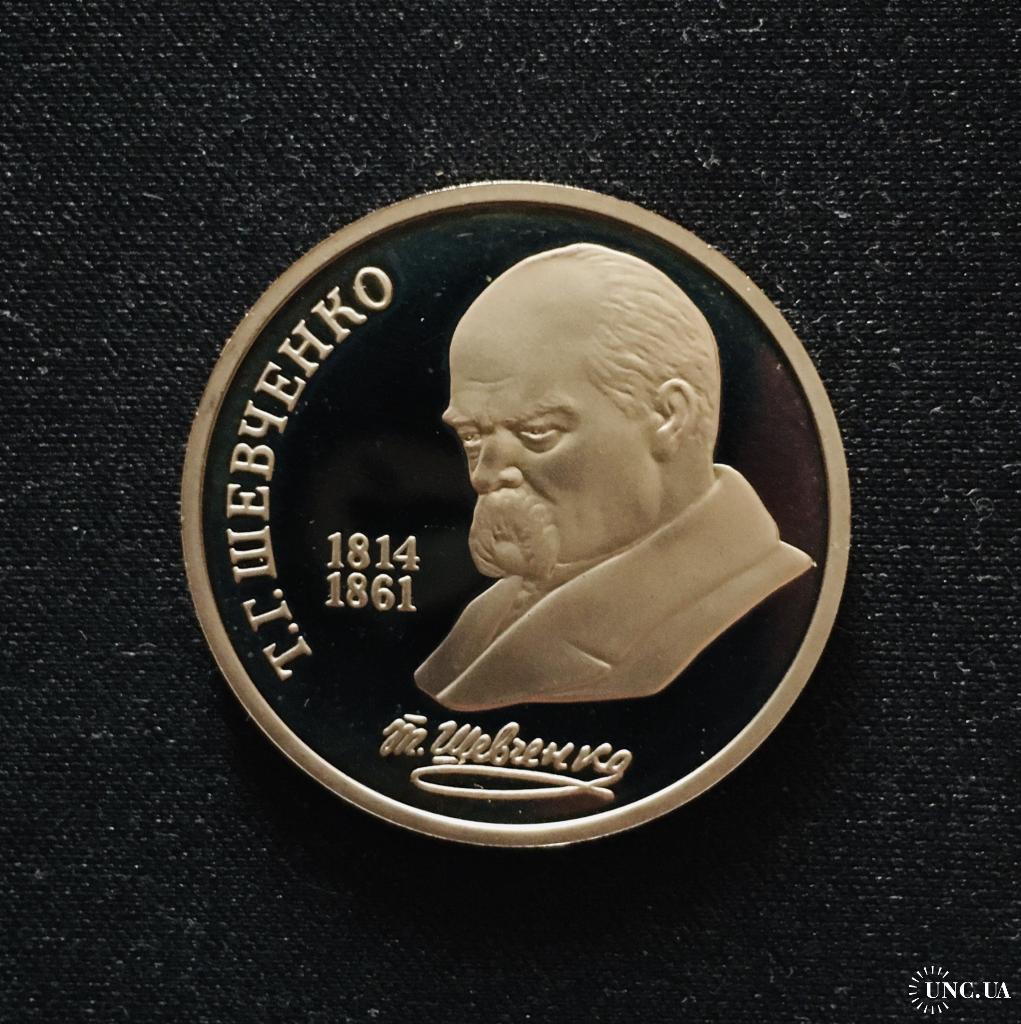 Т.Г.ШЕВЧЕНКО
1814
1861
Т. Шевченко
UNC.UA